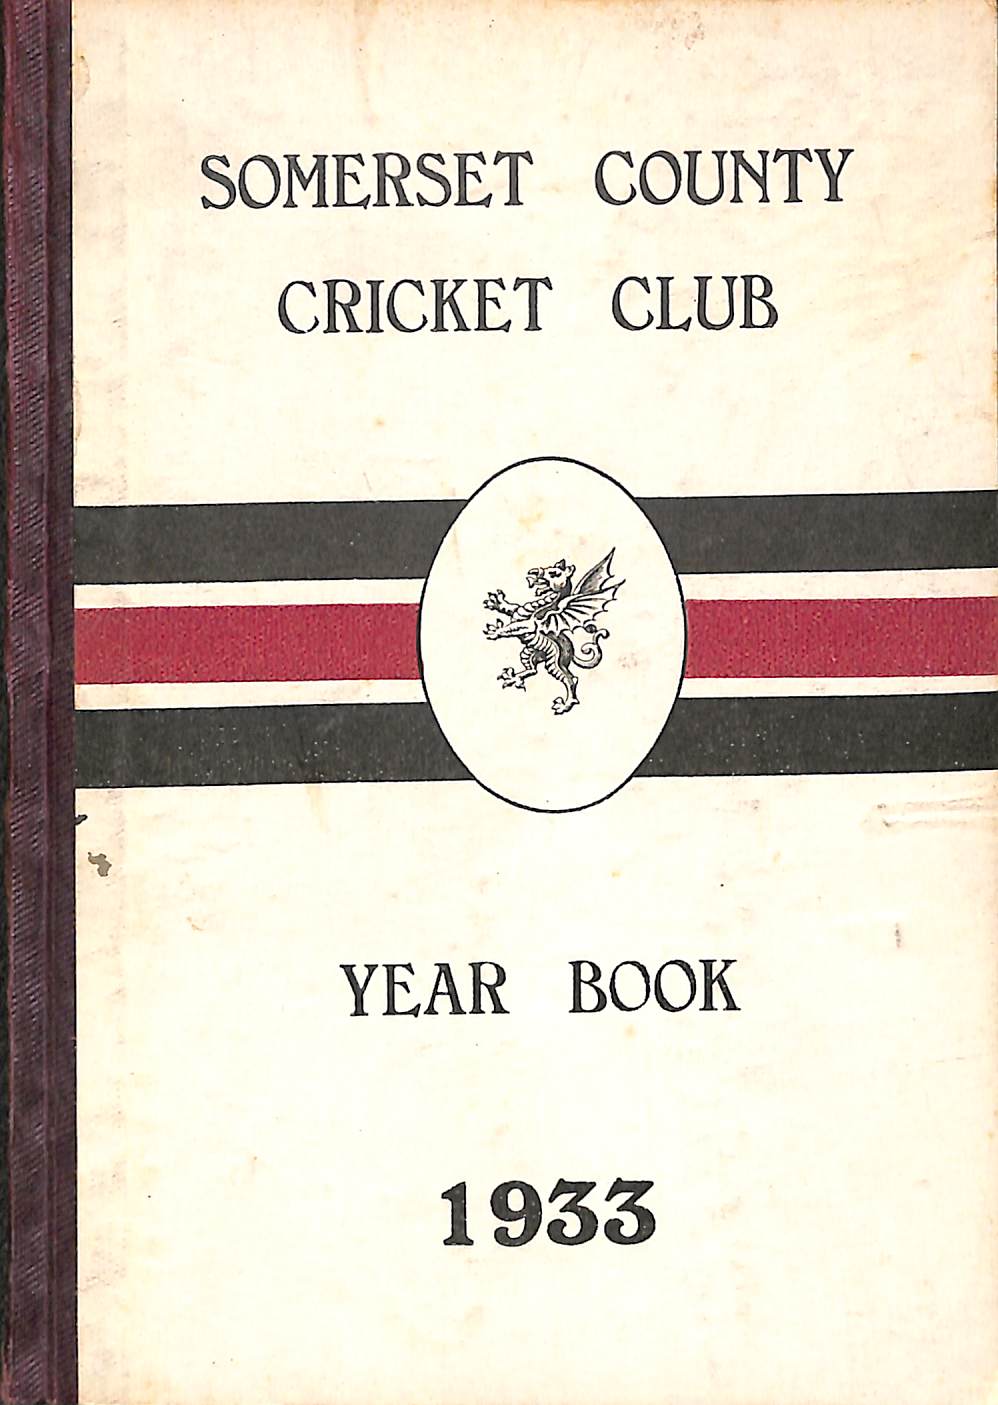 SOMERSET COUNTY
CRICKET CLUB
YEAR BOOK
1933